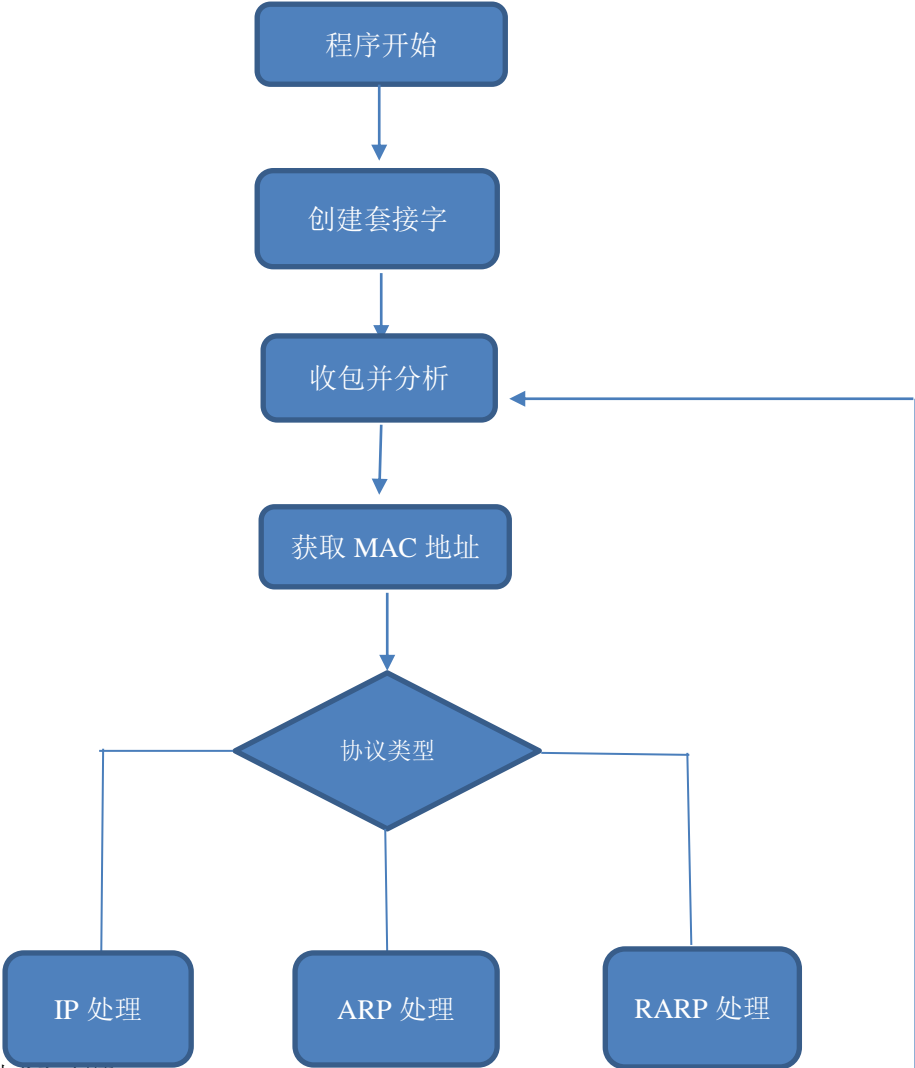 程序开始
创建套接字
收包并分析
获取 MAC 地址
协议类型
IP 处理
ARP 处理
RARP 处理